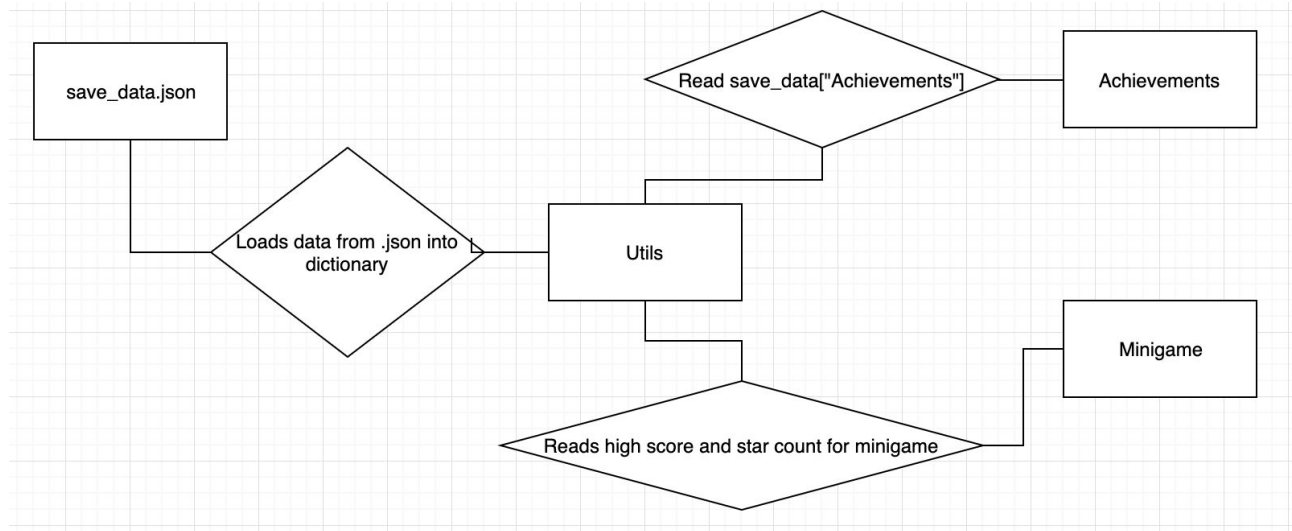 save_data.json
Read save_data["Achievements"]
Achievements
Loads data from .json into
dictionary
Utils
Minigame
Reads high score and star count for minigame